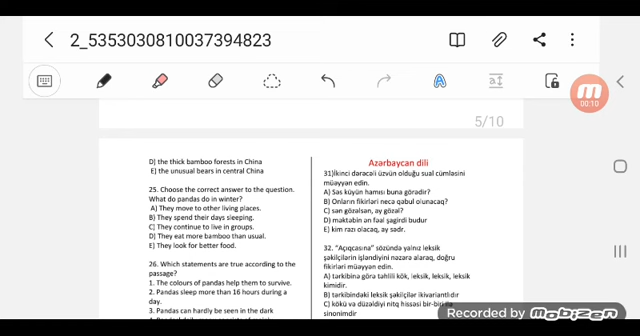 2_5353030810037394823
00:10
5/10
D) the thick bamboo forests in China
E) the unusual bears in central China
25. Choose the correct answer to the question.
What do pandas do in winter?
A) They move to other living places.
B) They spend their days sleeping.
C) They continue to live in groups.
D) They eat more bamboo than usual.
E) They look for better food.
26. Which statements are true according to the
passage?
1. The colours of pandas help them to survive.
2. Pandas sleep more than 16 hours during a
day.
3. Pandas can hardly be seen in the dark
Azərbaycan dili
31)İkinci dərəcəli üzvün olduğu sual cümləsini
müəyyən edin.
A) Səs küyün hamısı buna görədir?
B) Onların fikirləri necə qəbul olunacaq?
C) sən gözəlsən, ay gözəl?
D) məktəbin ən fəal şagirdi budur
E) kim razı olacaq, ay sədr.
32. "Açıqcasına" sözündə yalnız leksik
şəkilçilərin işləndiyini nəzərə alaraq, doğru
fikirləri müəyyən edin.
A) tərkibinə görə təhlili kök, leksik, leksik, leksik
kimidir.
B) tərkibindəki leksik şəkilçilər ikivariantlıdır
C) kökü və düzəldiyi nitq hissəsi bir-biri ilə
sinonimdir
Recorded by mobizen